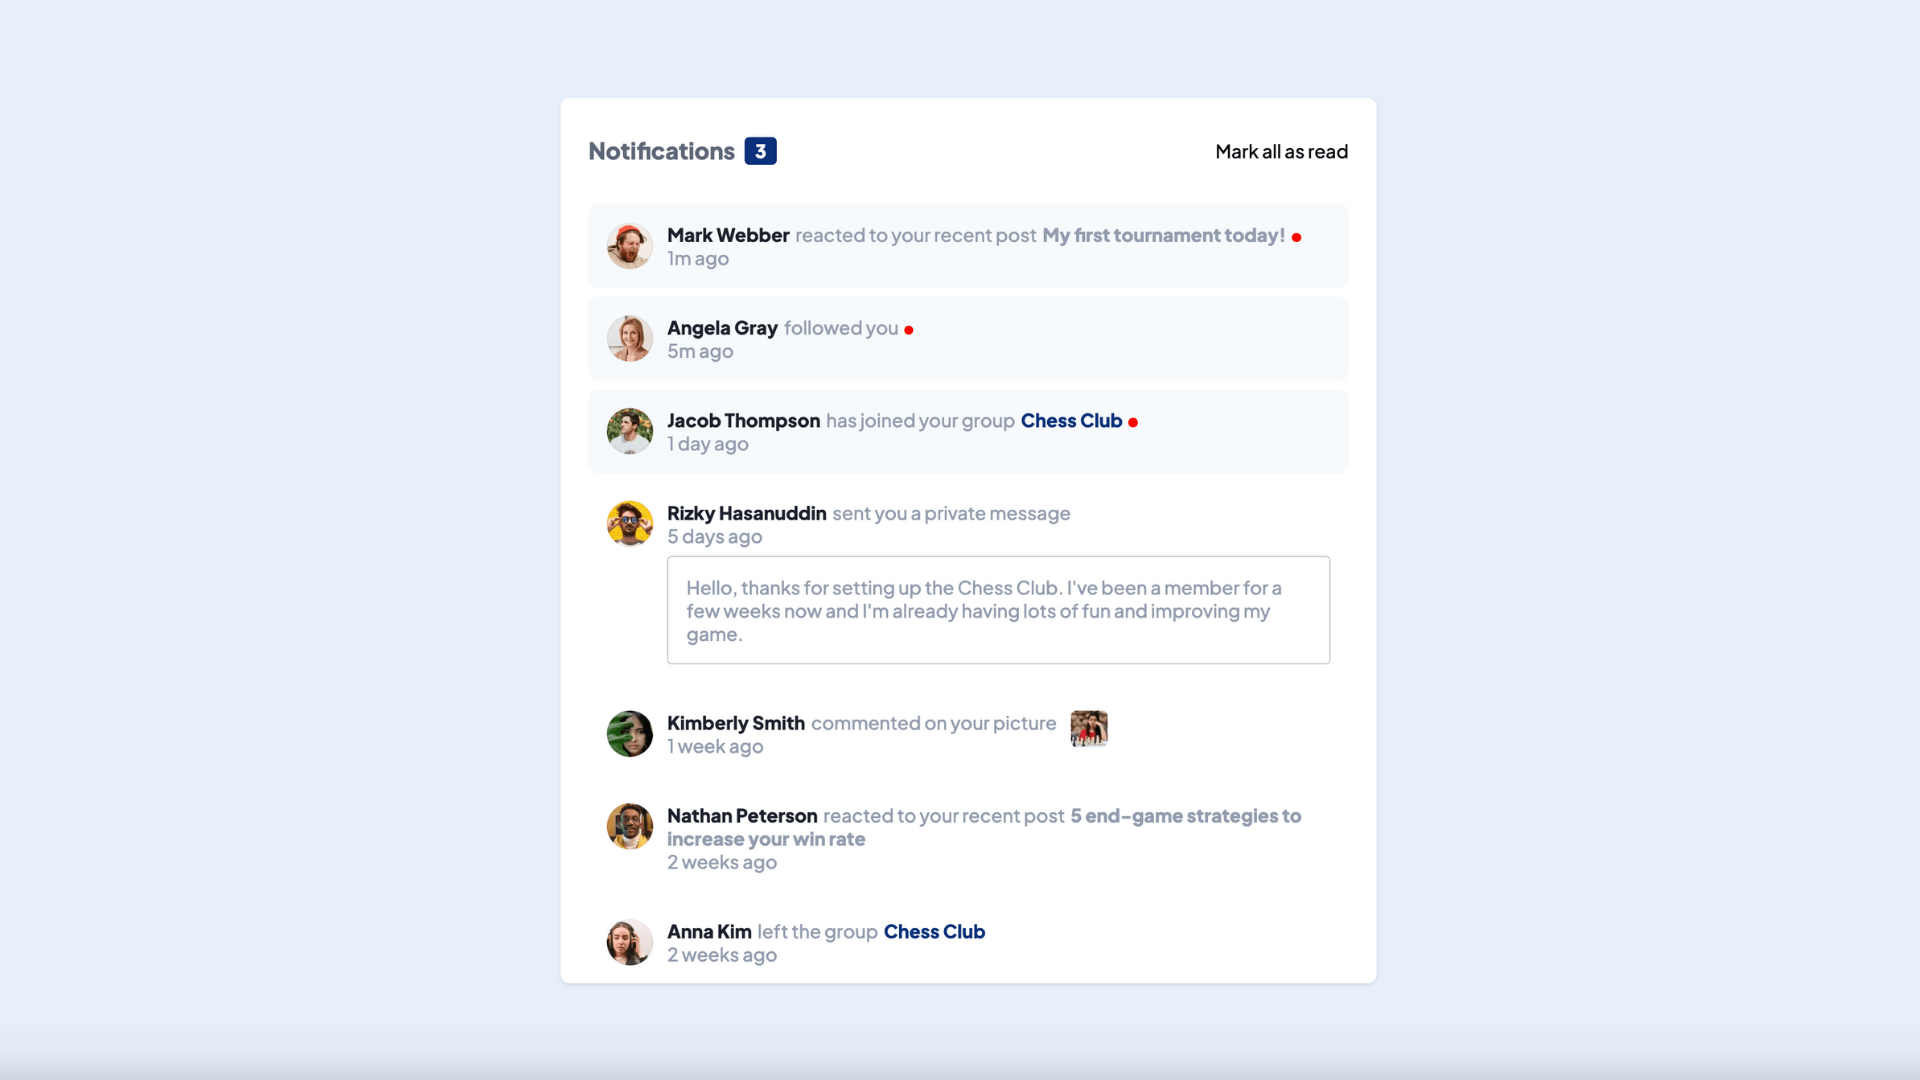 Notifications 3 Mark all as read
Mark Webber reacted to your recent post My first tournament today!
1m ago
Angela Gray followed you
5m ago
Jacob Thompson has joined your group Chess Club
1 day ago
Rizky Hasanuddin sent you a private message
5 days ago
Hello, thanks for setting up the Chess Club. I've been a member for a
few weeks now and I'm already having lots of fun and improving my
game.
Kimberly Smith commented on your picture
1 week ago
Nathan Peterson reacted to your recent post 5 end-game strategies to
increase your win rate
2 weeks ago
Anna Kim left the group Chess Club
2 weeks ago